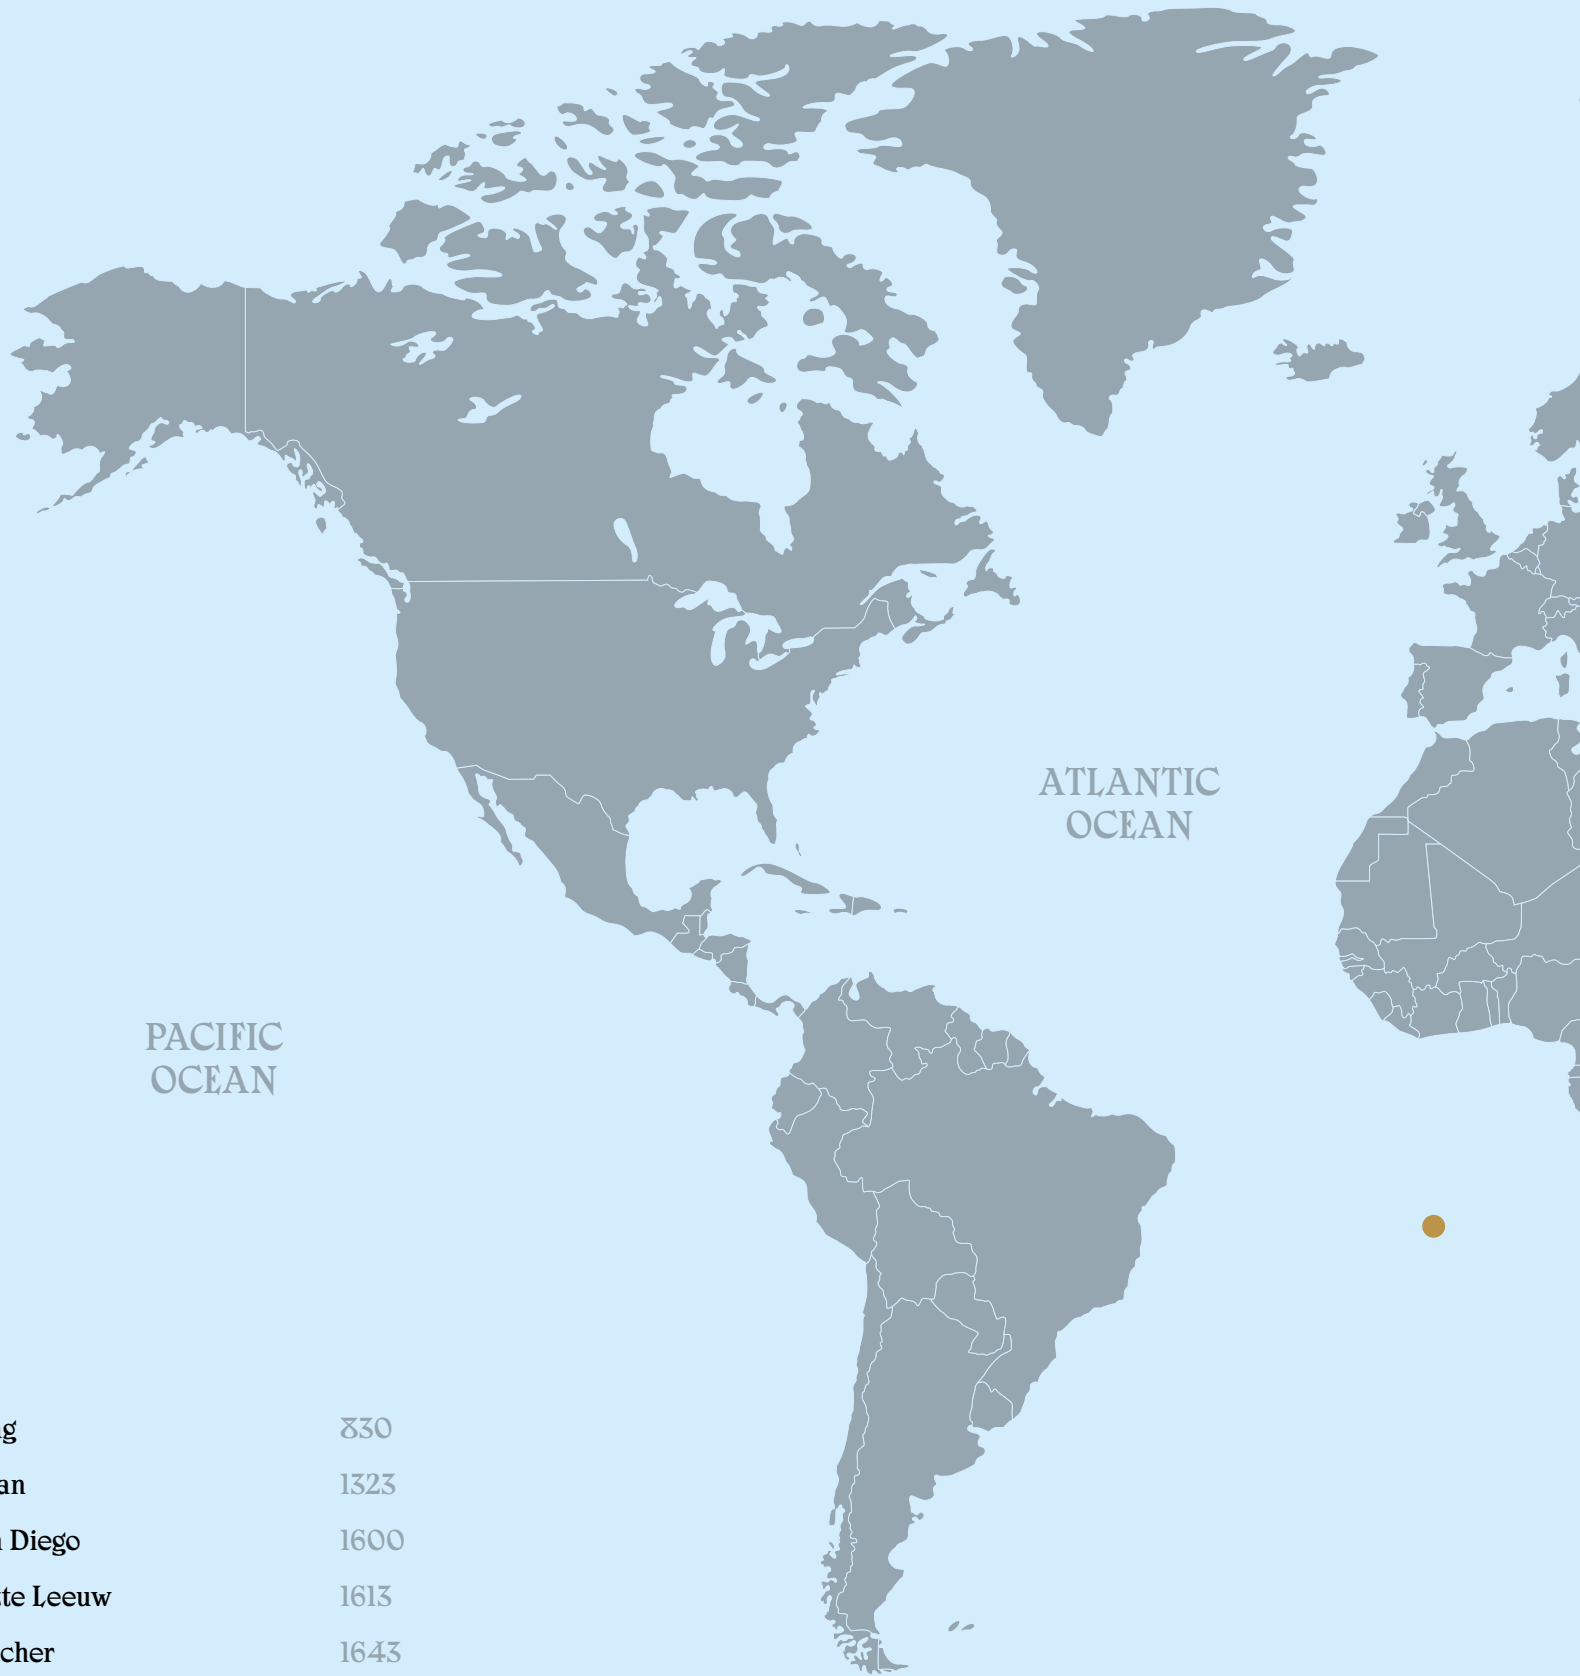 ATLANTIC
OCEAN
PACIFIC
OCEAN
g 830
an 1323
Diego 1600
te Leeuw 1613
cher 1643